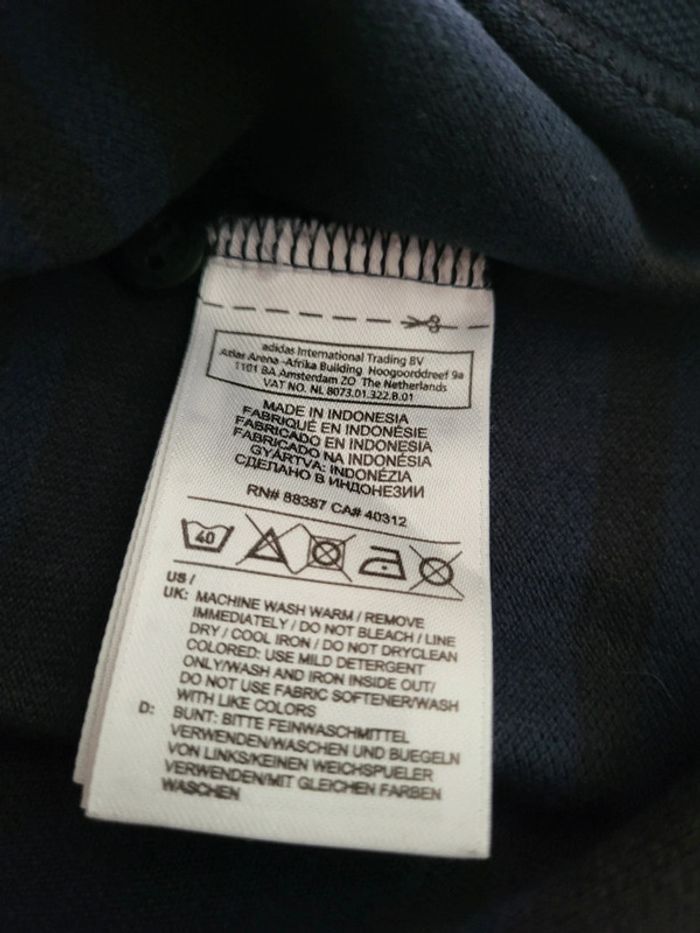 adidas International Trading BV
Atlas Arena -Afrika Building Hoogoorddreef 9a
1101 BA Amsterdam ZO The Netherlands
VAT NO. NL 8073.01.322.B.01
MADE IN INDONESIA
FABRIQUÉ EN INDONÉSIE
FABRICADO EN INDONESIA
FABRICADO NA INDONÉSIA
GYÁRTVA: INDONÉZIA
СДЕЛАНО В ИНДОНЕЗИИ
RN# 88387 CA# 40312
40
US /
UK: MACHINE WASH WARM / REMOVE
IMMEDIATELY / DO NOT BLEACH / LINE
DRY / COOL IRON / DO NOT DRYCLEAN
COLORED: USE MILD DETERGENT
ONLY/WASH AND IRON INSIDE OUT/
DO NOT USE FABRIC SOFTENER/WASH
WITH LIKE COLORS
D: BUNT: BITTE FEINWASCHMITTEL
VERWENDEN/WASCHEN UND BUEGELN
VON LINKS/KEINEN WEICHSPUELER
VERWENDEN/MIT GLEICHEN FARBEN
WASCHEN